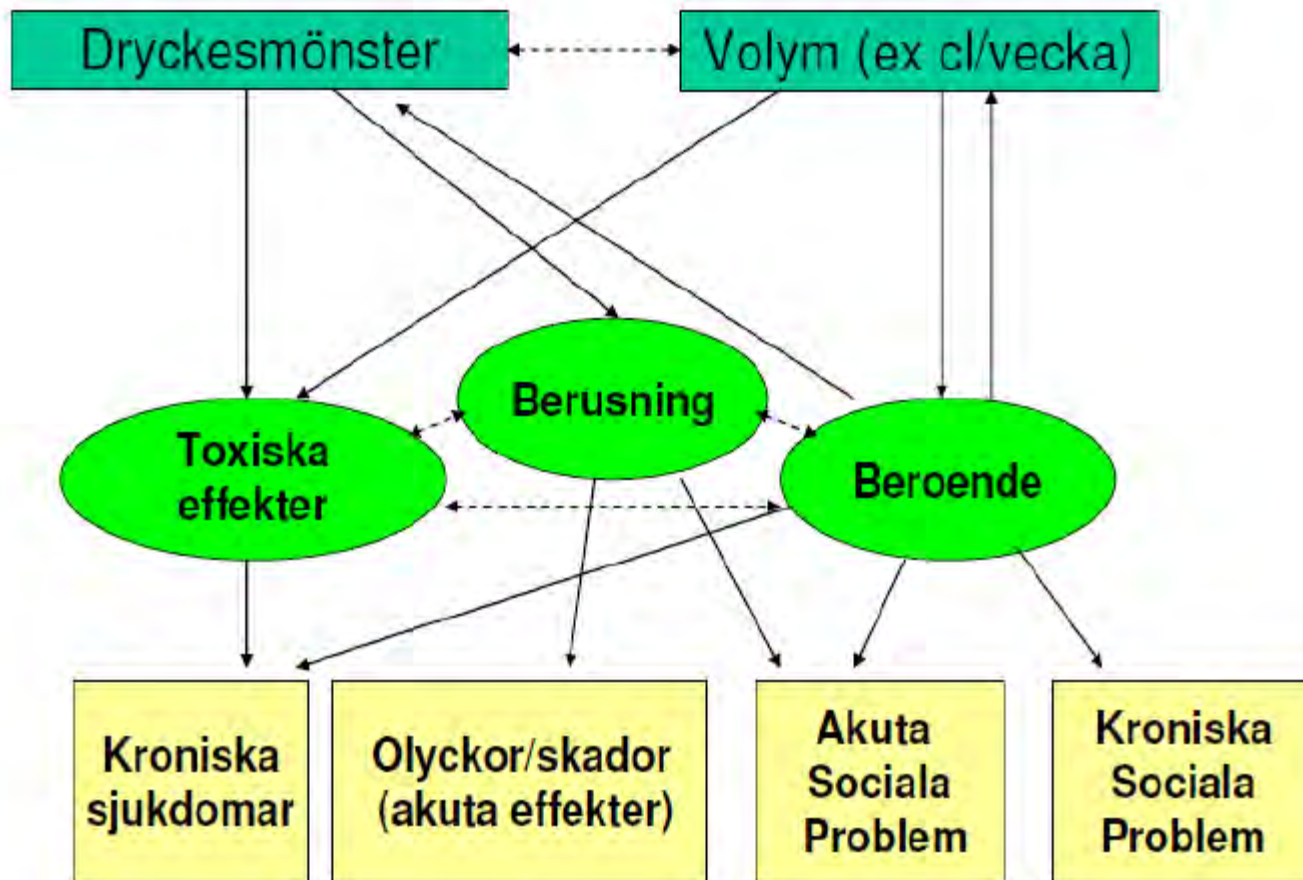 Dryckesmönster
Volym (ex cl/vecka)
Berusning
Toxiska
effekter
Beroende
Kroniska
sjukdomar
Olyckor/skador
(akuta effekter)
Akuta
Sociala
Problem
Kroniska
Sociala
Problem